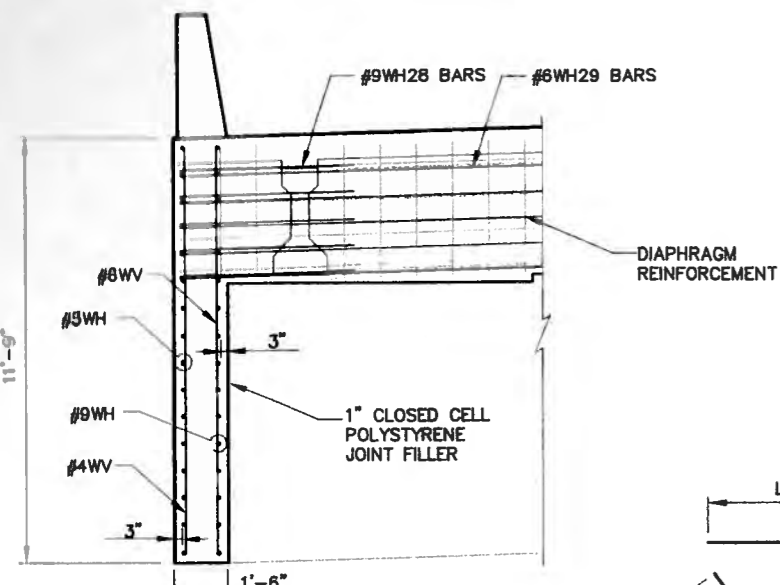 #9WH28 BARS
#6WH29 BARS
DIAPHRAGM
REINFORCEMENT
#6WV
#5WH
3"
11'-9"
#9WH
1" CLOSED CELL
POLYSTYRENE
JOINT FILLER
#4WV
L
3"
1'-6"